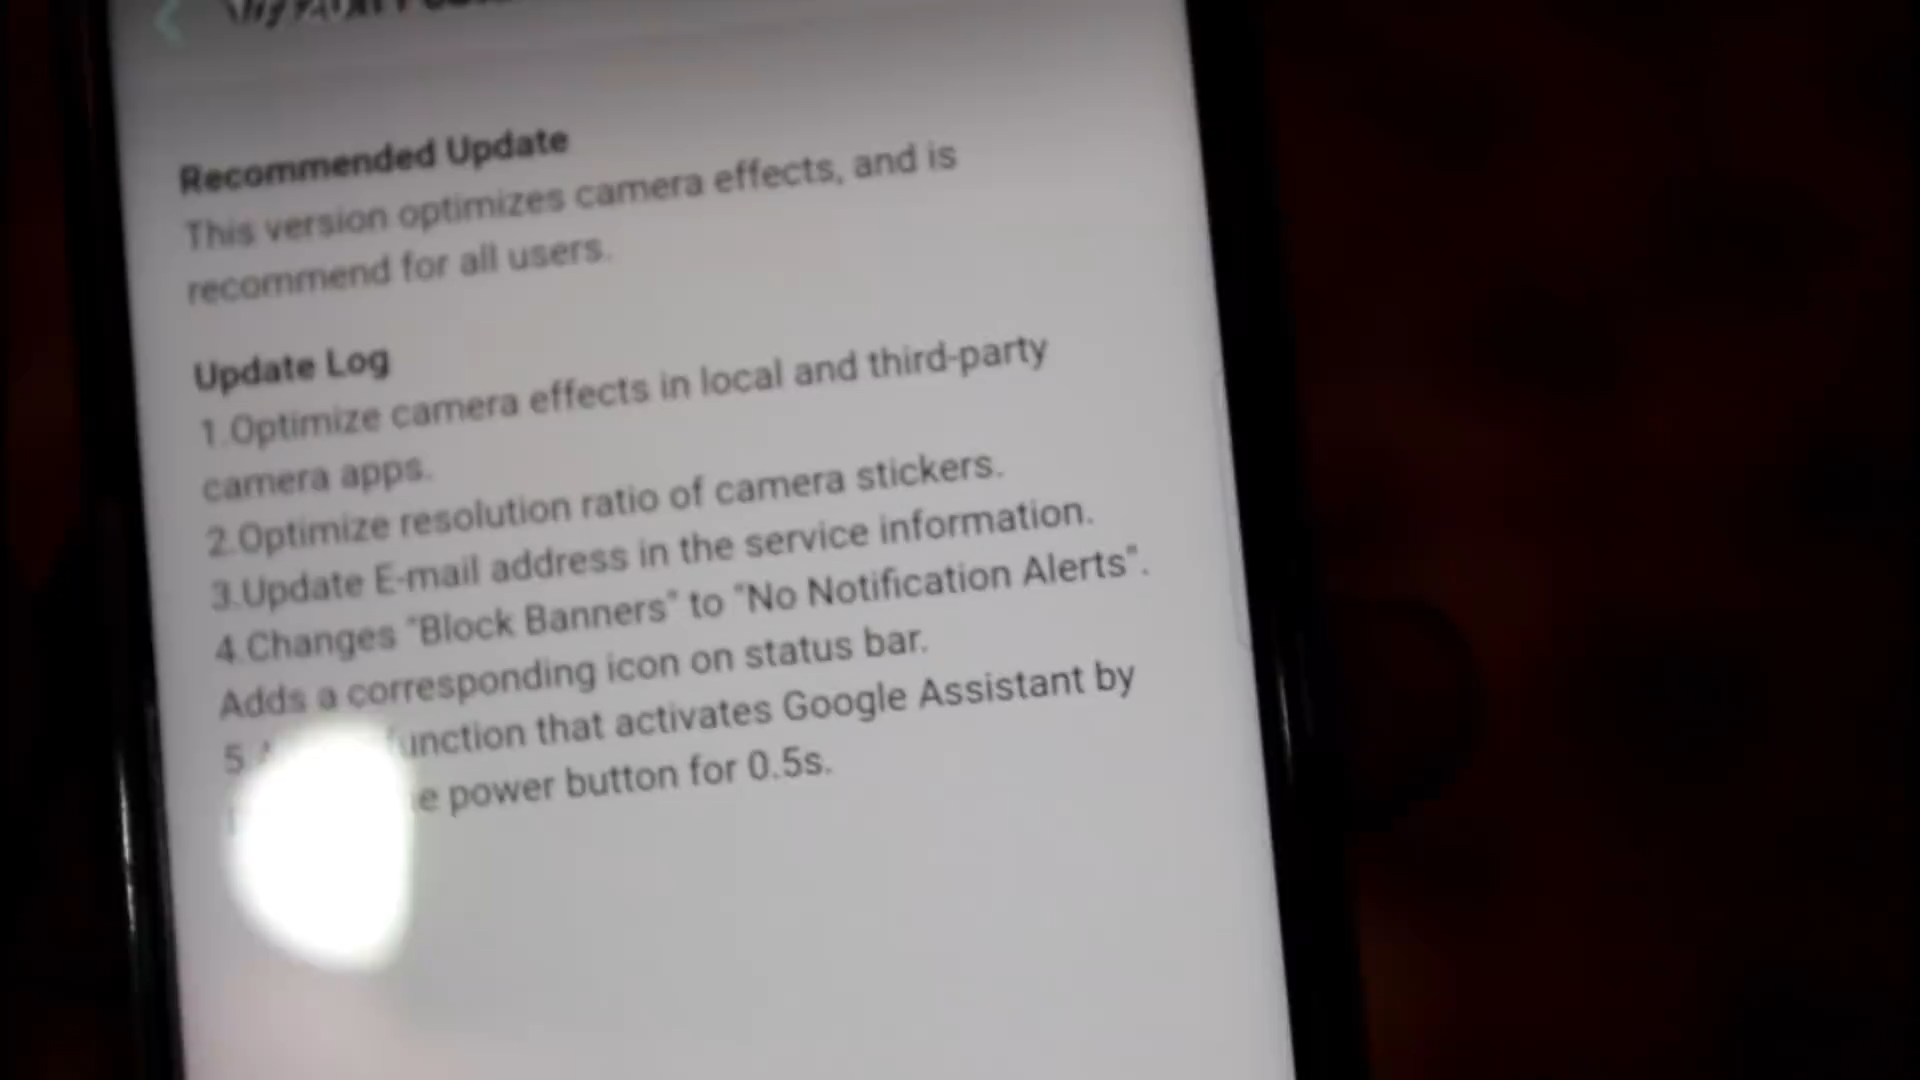 Recommended Update
This version optimizes camera effects, and is
recommend for all users.
Update Log
1.Optimize camera effects in local and third-party
camera apps.
2.Optimize resolution ratio of camera stickers.
3.Update E-mail address in the service information.
4.Changes "Block Banners" to "No Notification Alerts".
Adds a corresponding icon on status bar.
5. function that activates Google Assistant by
power button for 0.5s.